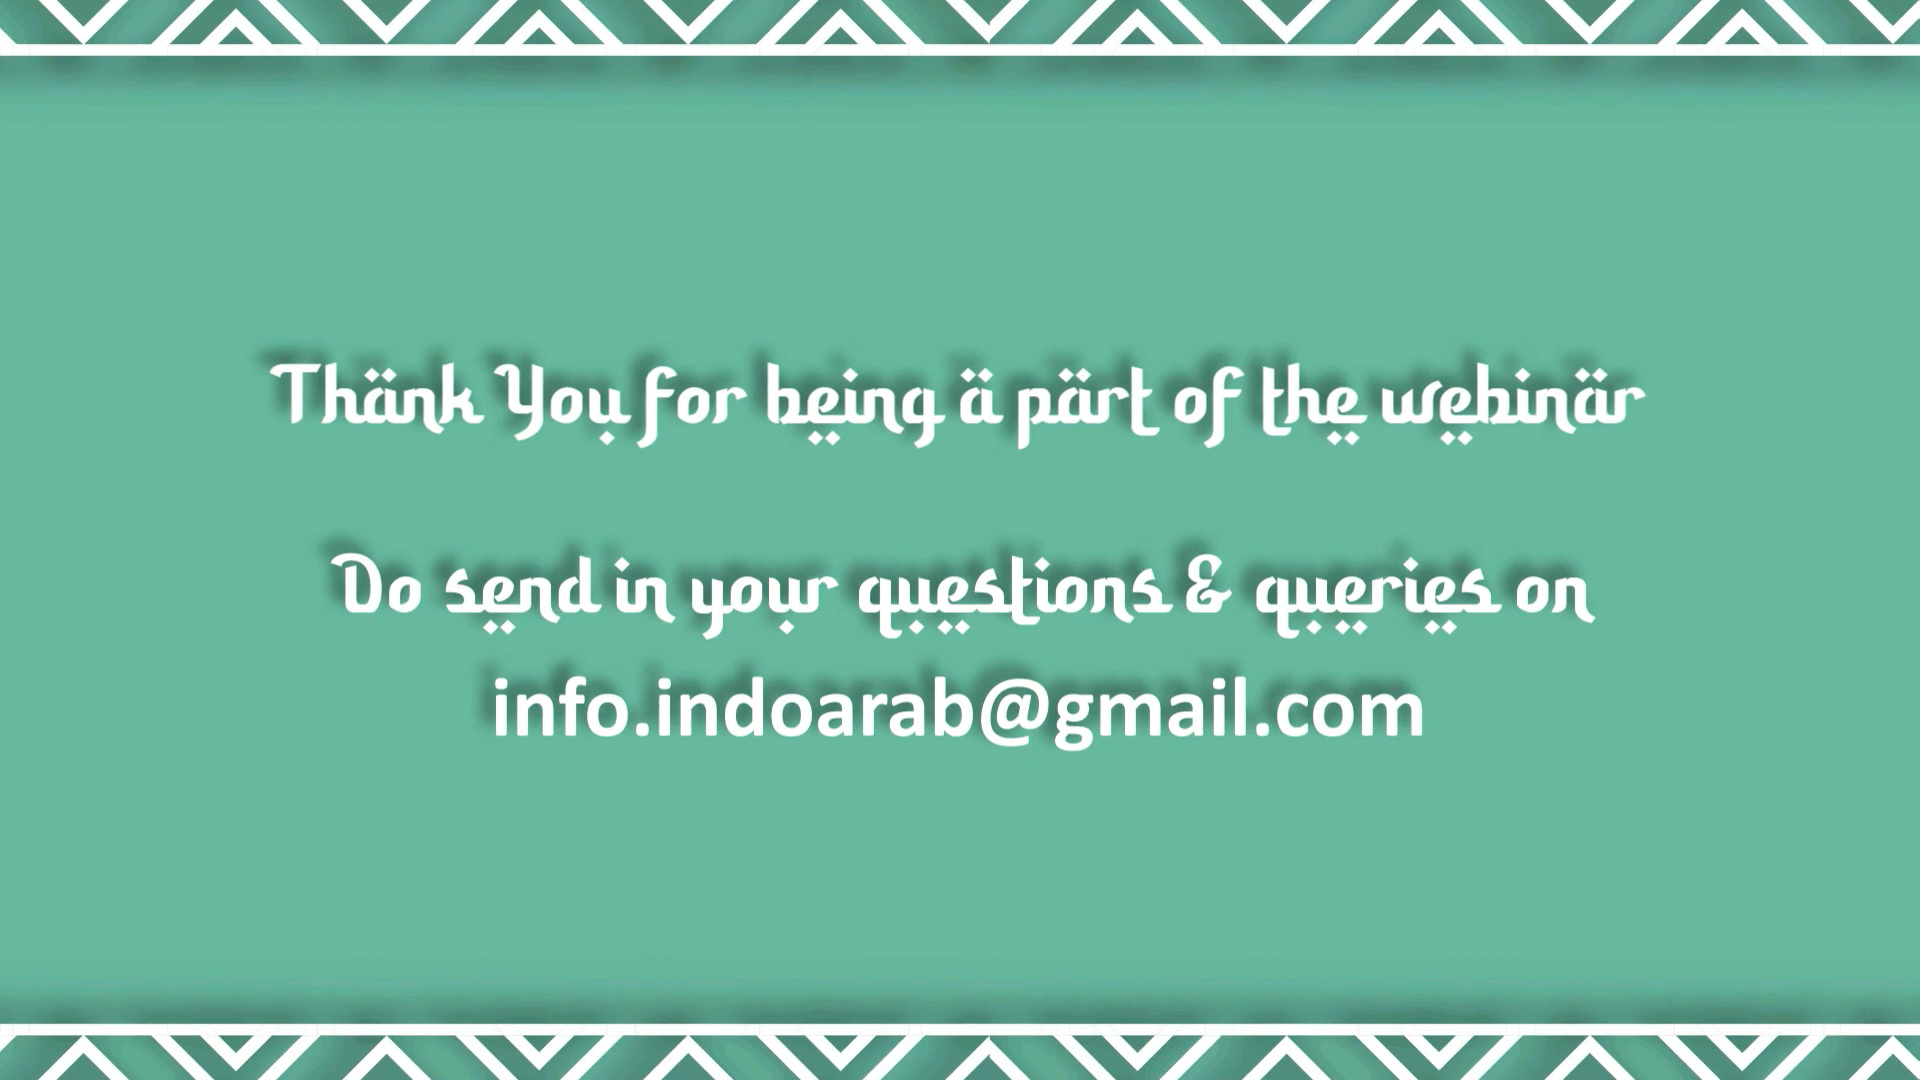 Thank You for being a part of the webinar
Do send in your questions & queries on
info.indoarab@gmail.com